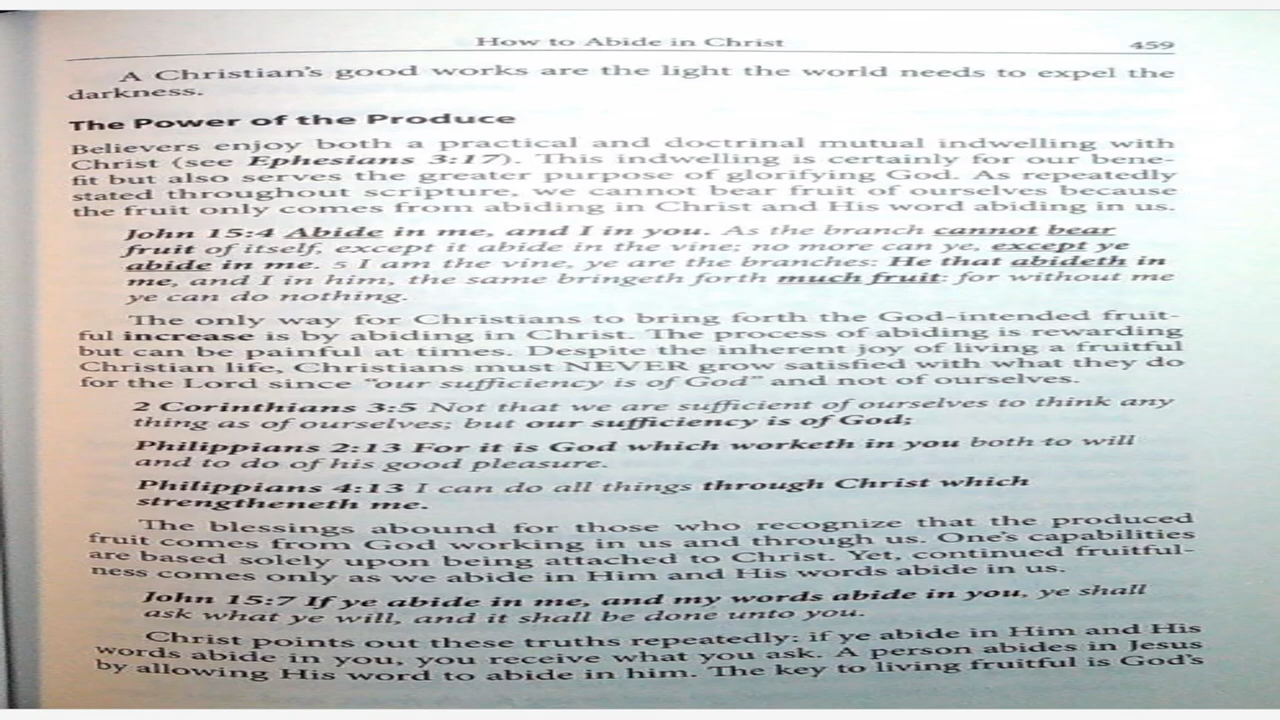 How to Abide in Christ 459
A Christian's good works are the light the world needs to expel the
darkness.
The Power of the Produce
Believers enjoy both a practical and doctrinal mutual indwelling with
Christ (see Ephesians 3:17). This indwelling is certainly for our bene-
fit but also serves the greater purpose of glorifying God. As repeatedly
stated throughout scripture, we cannot bear fruit of ourselves because
the fruit only comes from abiding in Christ and His word abiding in us.
John 15:4 Abide in me, and I in you. As the branch cannot bear
fruit of itself, except it abide in the vine; no more can ye, except ye
abide in me. 5 I am the vine, ye are the branches: He that abideth in
me, and I in him, the same bringeth forth much fruit: for without me
ye can do nothing.
The only way for Christians to bring forth the God-intended fruit-
ful increase is by abiding in Christ. The process of abiding is rewarding
but can be painful at times. Despite the inherent joy of living a fruitful
Christian life, Christians must NEVER grow satisfied with what they do
for the Lord since "our sufficiency is of God" and not of ourselves.
2 Corinthians 3:5 Not that we are sufficient of ourselves to think any
thing as of ourselves; but our sufficiency is of God;
Philippians 2:13 For it is God which worketh in you both to will
and to do of his good pleasure.
Philippians 4:13 I can do all things through Christ which
strengtheneth me.
The blessings abound for those who recognize that the produced
fruit comes from God working in us and through us. One's capabilities
are based solely upon being attached to Christ. Yet, continued fruitful-
ness comes only as we abide in Him and His words abide in us.
John 15:7 If ye abide in me, and my words abide in you, ye shall
ask what ye will, and it shall be done unto you.
Christ points out these truths repeatedly: if ye abide in Him and His
words abide in you, you receive what you ask. A person abides in Jesus
by allowing His word to abide in him. The key to living fruitful is God's